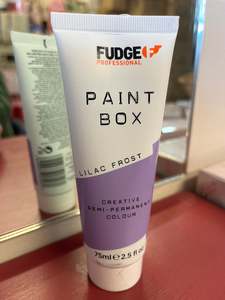 FUDGE
PROFESSIONAL
PAINT
BOX
LILAC FROST
CREATIVE
SEMI-PERMANENT
COLOUR
75ml e 2.5 fl oz